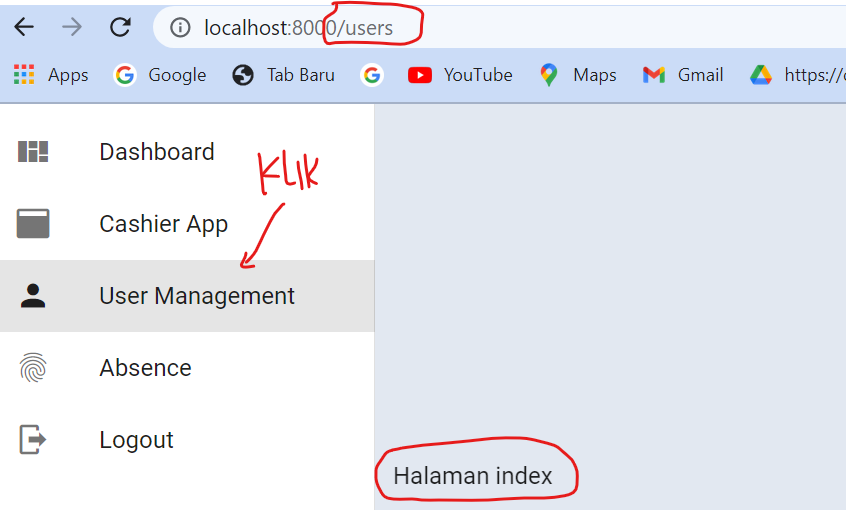 localhost:8000/users
Apps Google Tab Baru YouTube Maps Gmail https://
Dashboard
KLIK
Cashier App
User Management
Absence
Logout
Halaman index